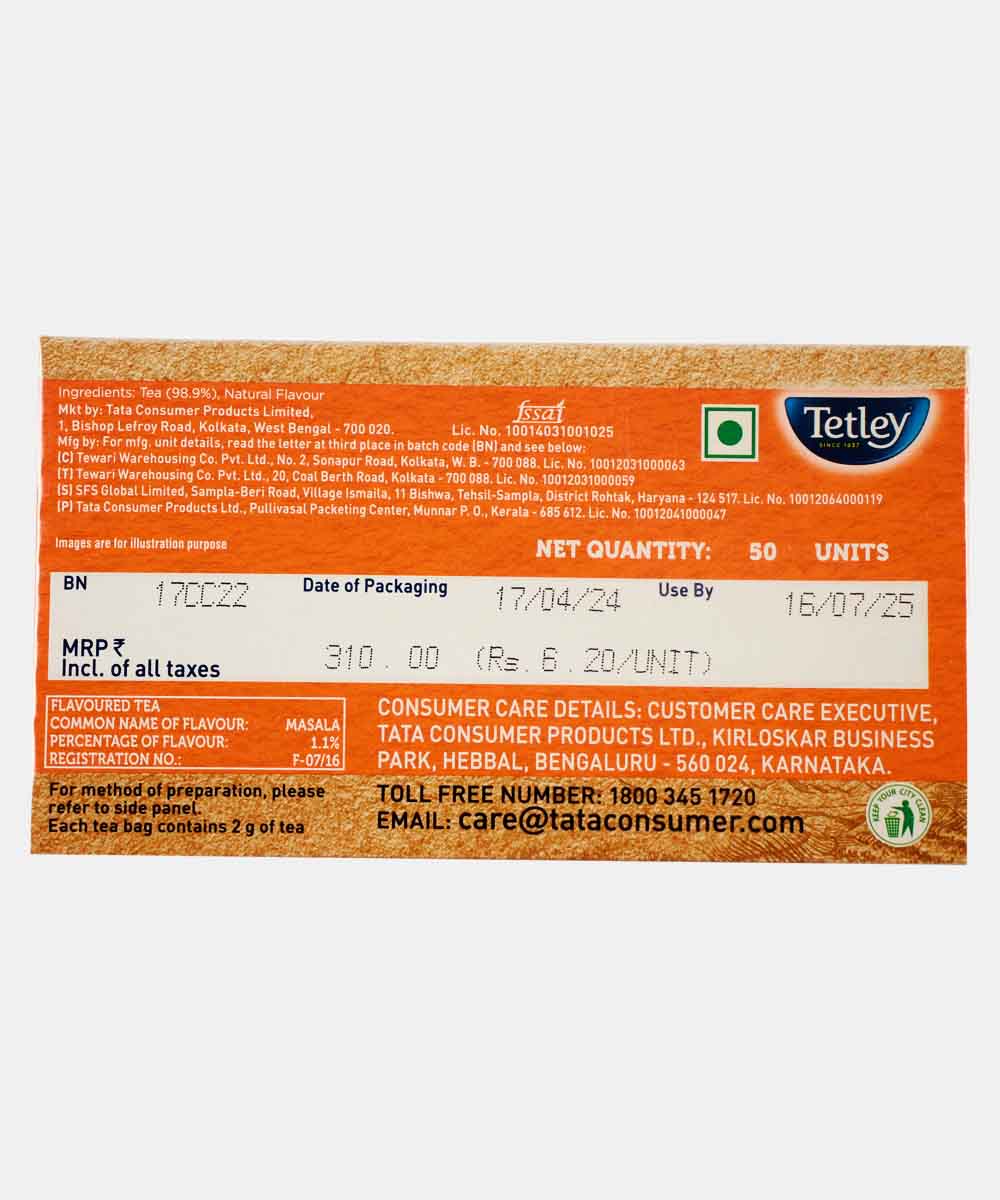 Ingredients: Tea (98.9%), Natural Flavour
Mkt by: Tata Consumer Products Limited,
1, Bishop Lefroy Road, Kolkata, West Bengal - 700 020.
fssai
Lic. No. 10014031001025
Mfg by: For mfg. unit details, read the letter at third place in batch code (BN) and see below:
(C) Tewari Warehousing Co. Pvt. Ltd., No. 2, Sonapur Road, Kolkata, W. B. - 700 088. Lic. No. 10012031000063
(T) Tewari Warehousing Co. Pvt. Ltd., 20, Coal Berth Road, Kolkata - 700 088. Lic. No. 10012031000059
(S) SFS Global Limited, Sampla-Beri Road, Village Ismaila, 11 Bishwa, Tehsil-Sampla, District Rohtak, Haryana - 124 517. Lic. No. 10012064000119
(P) Tata Consumer Products Ltd., Pullivasal Packeting Center, Munnar P. O., Kerala - 685 612. Lic. No. 10012041000047
Tetley
SINCE 1837
Images are for illustration purpose
NET QUANTITY: 50 UNITS
BN 17CC22 Date of Packaging 17/04/24 Use By 16/07/25
MRP ₹
Incl. of all taxes
310 . 00 (Rs. 6 . 20/UNIT)
FLAVOURED TEA
COMMON NAME OF FLAVOUR: MASALA
PERCENTAGE OF FLAVOUR: 1.1%
REGISTRATION NO.: F-07/16
CONSUMER CARE DETAILS: CUSTOMER CARE EXECUTIVE,
TATA CONSUMER PRODUCTS LTD., KIRLOSKAR BUSINESS
PARK, HEBBAL, BENGALURU - 560 024, KARNATAKA.
For method of preparation, please
refer to side panel.
Each tea bag contains 2 g of tea
TOLL FREE NUMBER: 1800 345 1720
EMAIL: care@tataconsumer.com
KEEP YOUR CITY CLEAN